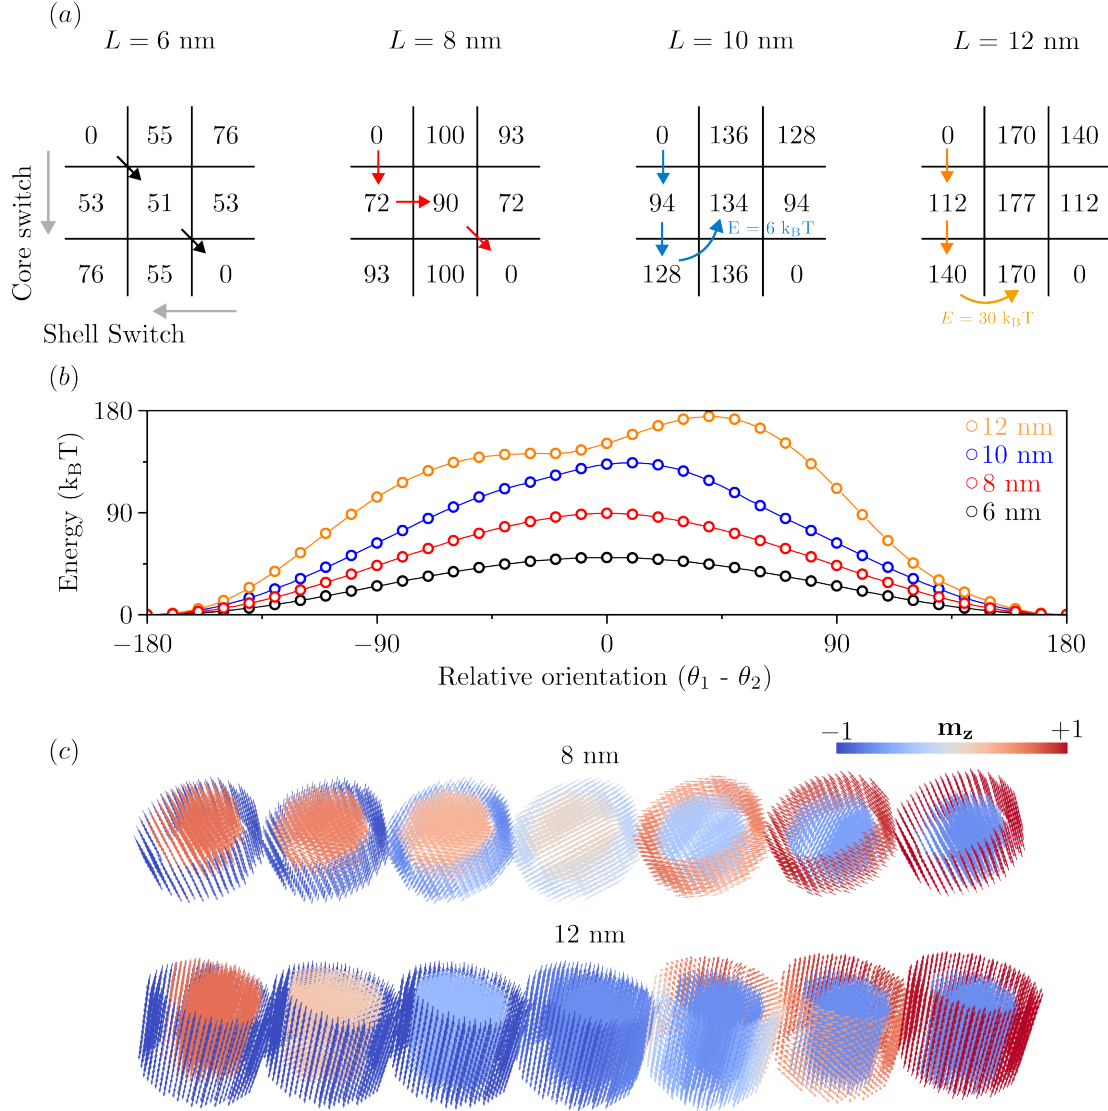 (a)
L = 6 nm L = 8 nm L = 10 nm L = 12 nm
0 55 76 0 100 93 0 136 128 0 170 140
53 51 53 72 90 72 94 134 94 112 177 112
E = 6 k_BT
76 55 0 93 100 0 128 136 0 140 170 0
E = 30 k_BT
Core switch
Shell Switch
(b)
180
90
0
Energy (k_BT)
12 nm
10 nm
8 nm
6 nm
−180 −90 0 90 180
Relative orientation (θ₁ - θ₂)
(c)
−1 m_z +1
8 nm
12 nm